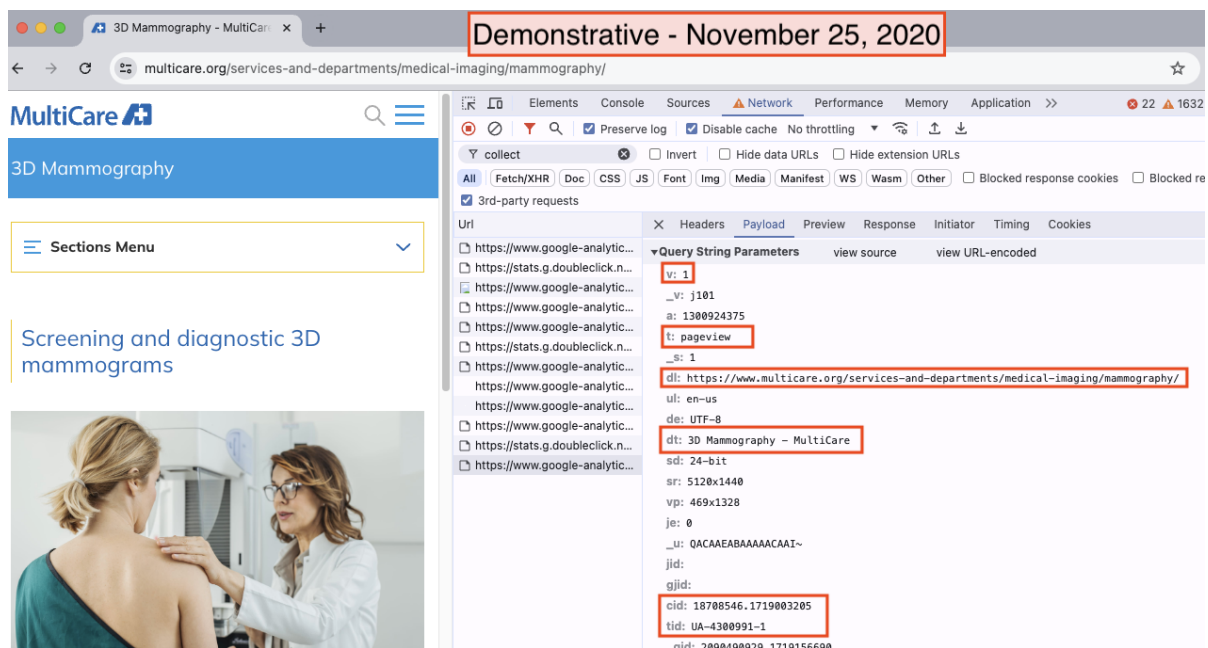 3D Mammography - MultiCar
Demonstrative - November 25, 2020
multicare.org/services-and-departments/medical-imaging/mammography/
MultiCare
3D Mammography
Sections Menu
Screening and diagnostic 3D
mammograms
Elements Console Sources Network Performance Memory Application 22 1632
Preserve log Disable cache No throttling
collect Invert Hide data URLs Hide extension URLs
All Fetch/XHR Doc CSS JS Font Img Media Manifest WS Wasm Other Blocked response cookies Blocked re
3rd-party requests
Url
https://www.google-analytic...
https://stats.g.doubleclick.n...
https://www.google-analytic...
https://www.google-analytic...
https://www.google-analytic...
https://stats.g.doubleclick.n...
https://www.google-analytic...
https://www.google-analytic...
https://www.google-analytic...
https://www.google-analytic...
https://stats.g.doubleclick.n...
https://www.google-analytic...
Headers Payload Preview Response Initiator Timing Cookies
Query String Parameters view source view URL-encoded
v: 1
_v: j101
a: 1300924375
t: pageview
_s: 1
dl: https://www.multicare.org/services-and-departments/medical-imaging/mammography/
ul: en-us
de: UTF-8
dt: 3D Mammography - MultiCare
sd: 24-bit
sr: 5120x1440
vp: 469x1328
je: 0
_u: QACAAEABAAAAACAAI~
jid:
gjid:
cid: 18708546.1719003205
tid: UA-4300991-1
_gid: 2090490929.1719156690